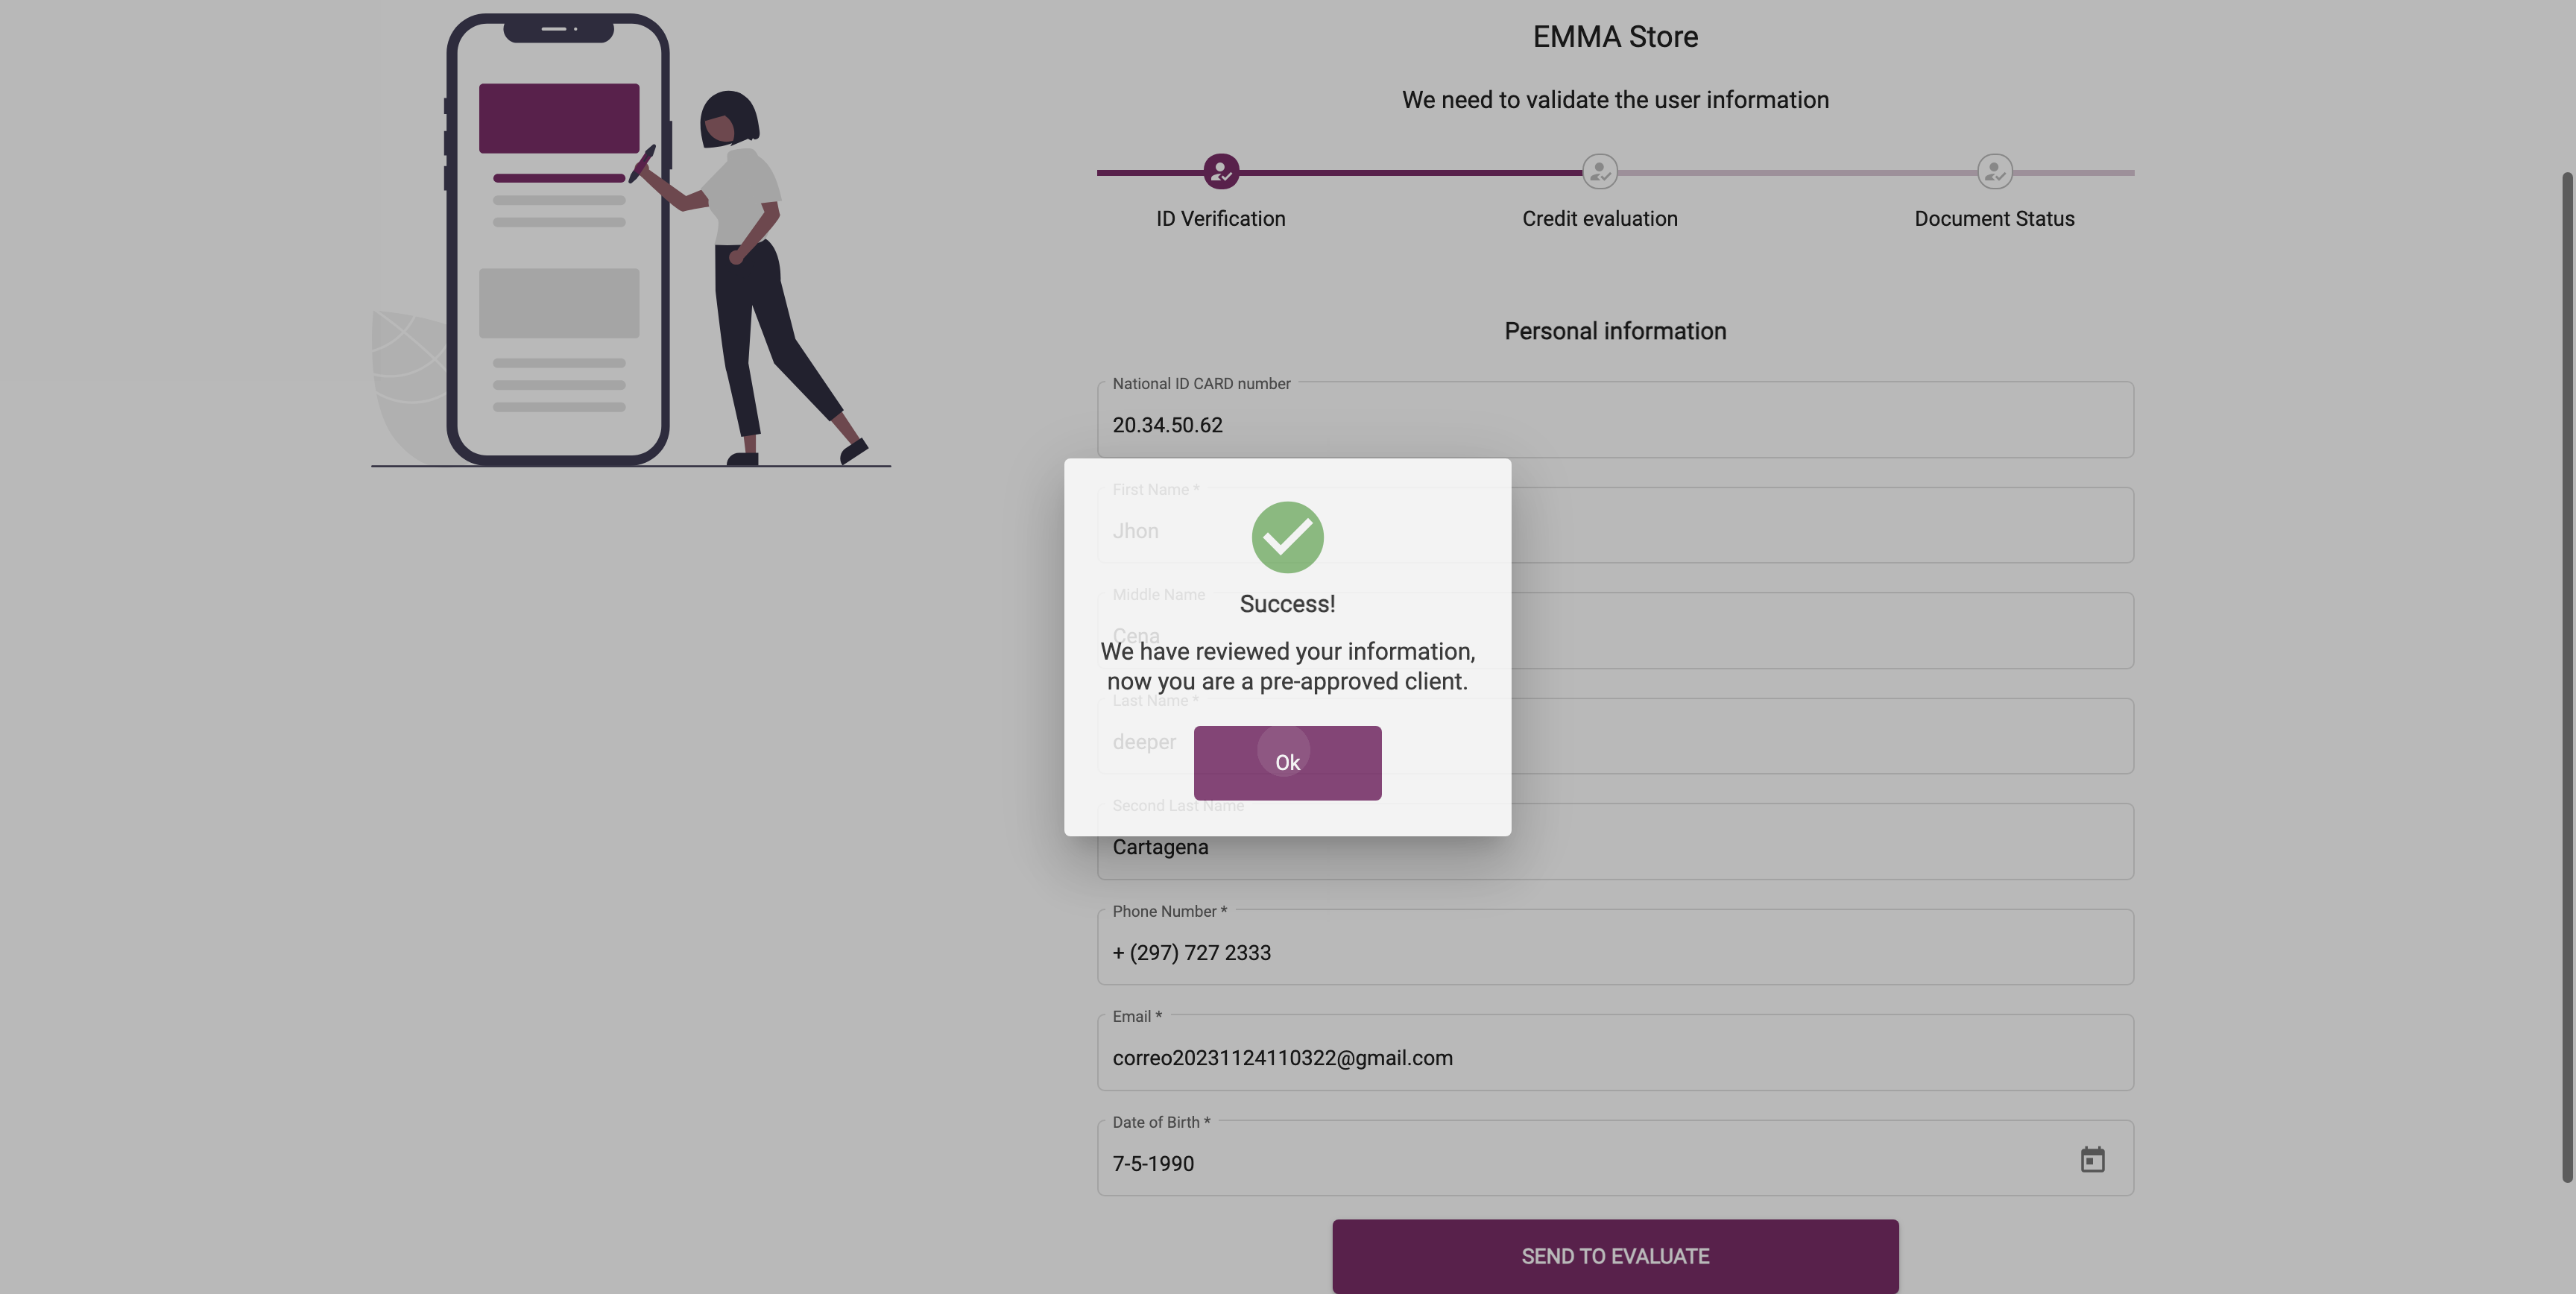 EMMA Store
We need to validate the user information
ID Verification
Credit evaluation
Document Status
Personal information
National ID CARD number
20.34.50.62
First Name *
Jhon
Middle Name
Cena
Last Name *
deeper
Second Last Name
Cartagena
Phone Number *
+ (297) 727 2333
Email *
correo20231124110322@gmail.com
Date of Birth *
7-5-1990
SEND TO EVALUATE
Success!
We have reviewed your information,
now you are a pre-approved client.
Ok